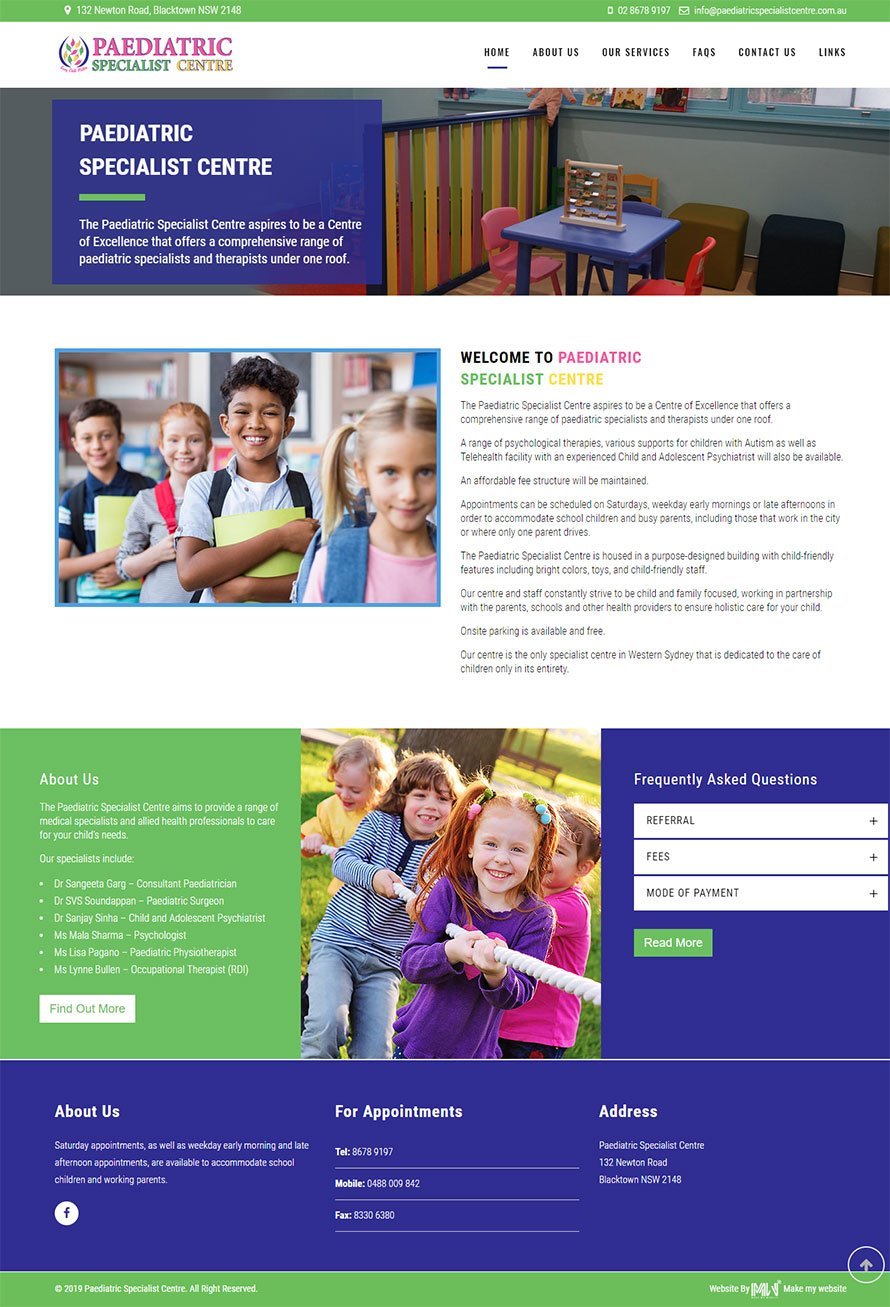 132 Newton Road, Blacktown NSW 2148
02 8678 9197
info@paediatricspecialistcentre.com.au
PAEDIATRIC
SPECIALIST CENTRE
HOME
ABOUT US
OUR SERVICES
FAQS
CONTACT US
LINKS
PAEDIATRIC
SPECIALIST CENTRE
The Paediatric Specialist Centre aspires to be a Centre
of Excellence that offers a comprehensive range of
paediatric specialists and therapists under one roof.
WELCOME TO PAEDIATRIC
SPECIALIST CENTRE
The Paediatric Specialist Centre aspires to be a Centre of Excellence that offers a
comprehensive range of paediatric specialists and therapists under one roof.
A range of psychological therapies, various supports for children with Autism as well as
Telehealth facility with an experienced Child and Adolescent Psychiatrist will also be available.
An affordable fee structure will be maintained.
Appointments can be scheduled on Saturdays, weekday early mornings or late afternoons in
order to accommodate school children and busy parents, including those that work in the city
or where only one parent drives.
The Paediatric Specialist Centre is housed in a purpose-designed building with child-friendly
features including bright colors, toys, and child-friendly staff.
Our centre and staff constantly strive to be child and family focused, working in partnership
with the parents, schools and other health providers to ensure holistic care for your child.
Onsite parking is available and free.
Our centre is the only specialist centre in Western Sydney that is dedicated to the care of
children only in its entirety.
About Us
The Paediatric Specialist Centre aims to provide a range of
medical specialists and allied health professionals to care
for your child's needs.
Our specialists include:
• Dr Sangeeta Garg – Consultant Paediatrician
• Dr SVS Soundappan – Paediatric Surgeon
• Dr Sanjay Sinha – Child and Adolescent Psychiatrist
• Ms Mala Sharma – Psychologist
• Ms Lisa Pagano – Paediatric Physiotherapist
• Ms Lynne Bullen – Occupational Therapist (RDI)
Find Out More
Frequently Asked Questions
REFERRAL +
FEES +
MODE OF PAYMENT +
Read More
About Us
Saturday appointments, as well as weekday early morning and late
afternoon appointments, are available to accommodate school
children and working parents.
For Appointments
Tel: 8678 9197
Mobile: 0488 009 842
Fax: 8330 6380
Address
Paediatric Specialist Centre
132 Newton Road
Blacktown NSW 2148
© 2019 Paediatric Specialist Centre. All Right Reserved.
Website By Make my website